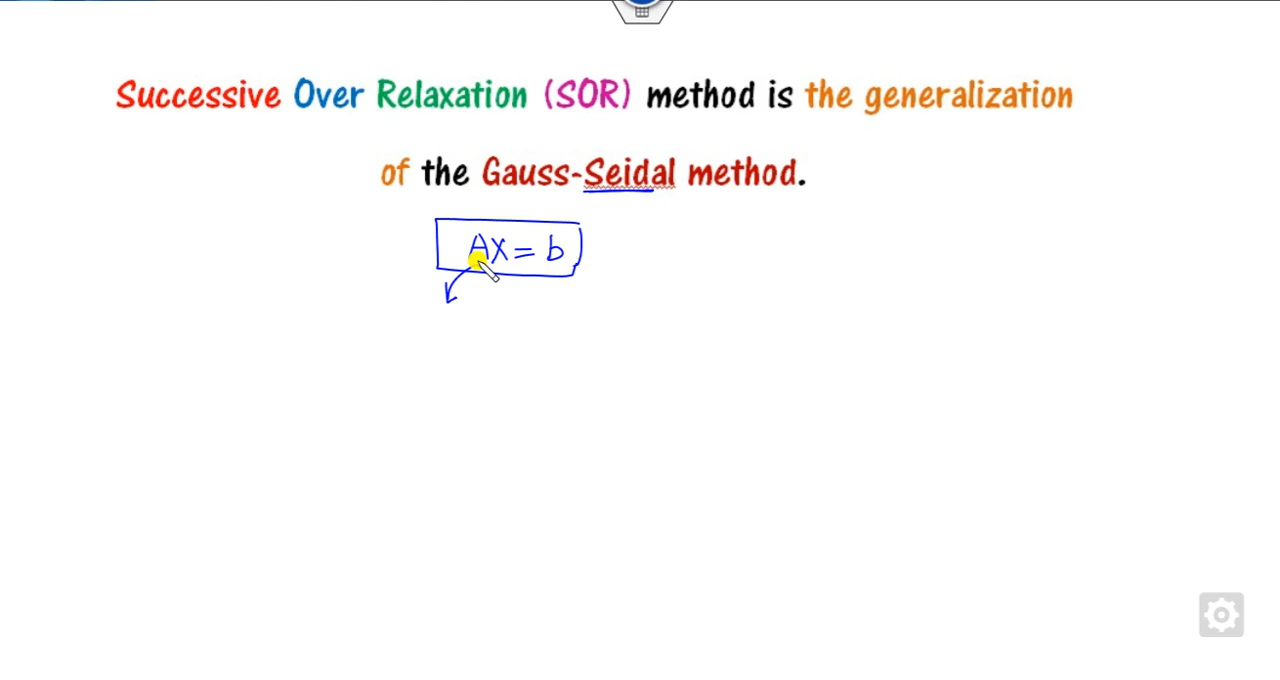 Successive Over Relaxation (SOR) method is the generalization
of the Gauss-Seidal method.
AX = b